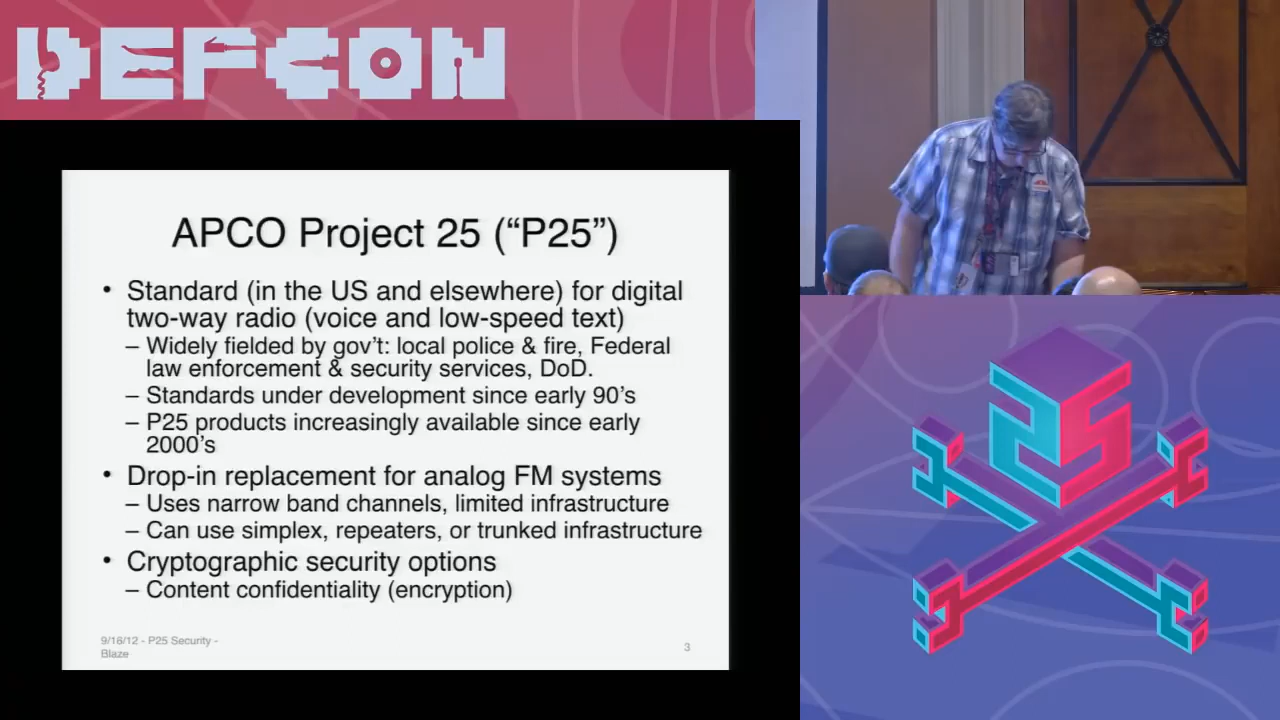 DEFCON
APCO Project 25 (“P25”)
• Standard (in the US and elsewhere) for digital
two-way radio (voice and low-speed text)
– Widely fielded by gov’t: local police & fire, Federal
law enforcement & security services, DoD.
– Standards under development since early 90’s
– P25 products increasingly available since early
2000’s
• Drop-in replacement for analog FM systems
– Uses narrow band channels, limited infrastructure
– Can use simplex, repeaters, or trunked infrastructure
• Cryptographic security options
– Content confidentiality (encryption)
9/16/12 - P25 Security -
Blaze
3
25